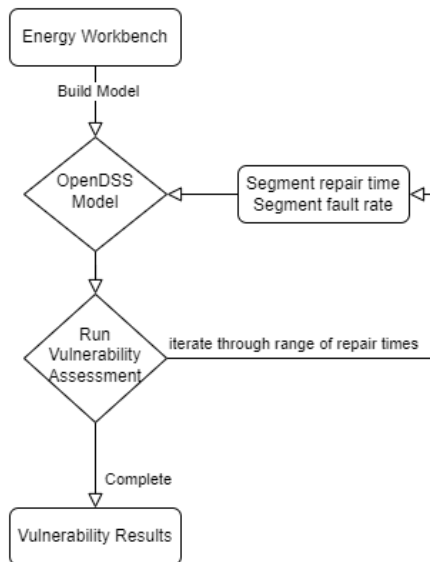 Energy Workbench
Build Model
OpenDSS
Model
Segment repair time
Segment fault rate
Run
Vulnerability
Assessment
iterate through range of repair times
Complete
Vulnerability Results